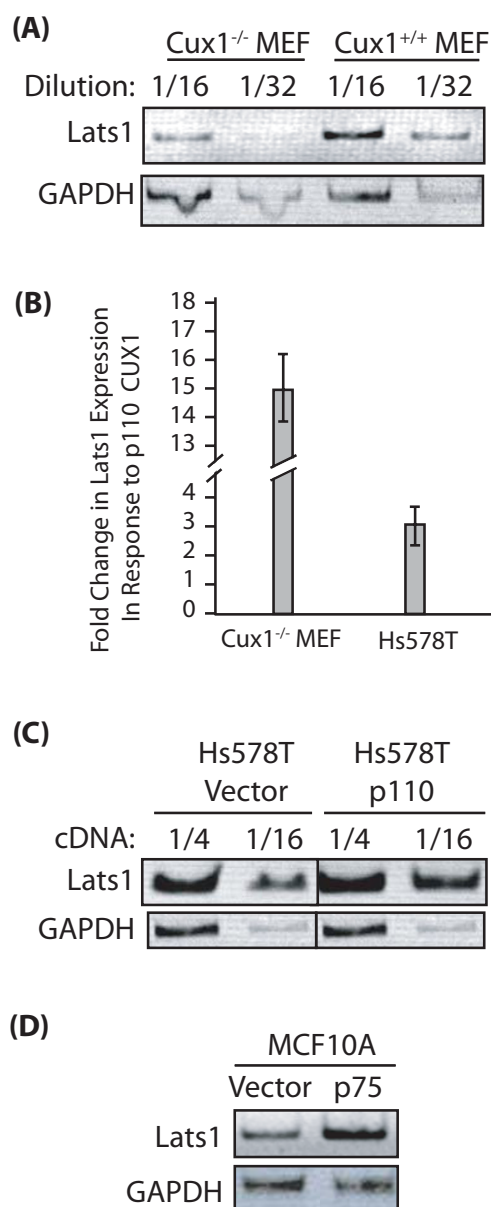 (A)
Cux1-/- MEF Cux1+/+ MEF
Dilution: 1/16 1/32 1/16 1/32
Lats1
GAPDH
(B)
Fold Change in Lats1 Expression
In Response to p110 CUX1
18
17
16
15
14
13
4
3
2
1
0
Cux1-/- MEF Hs578T
(C)
Hs578T Hs578T
Vector p110
cDNA: 1/4 1/16 1/4 1/16
Lats1
GAPDH
(D)
MCF10A
Vector p75
Lats1
GAPDH